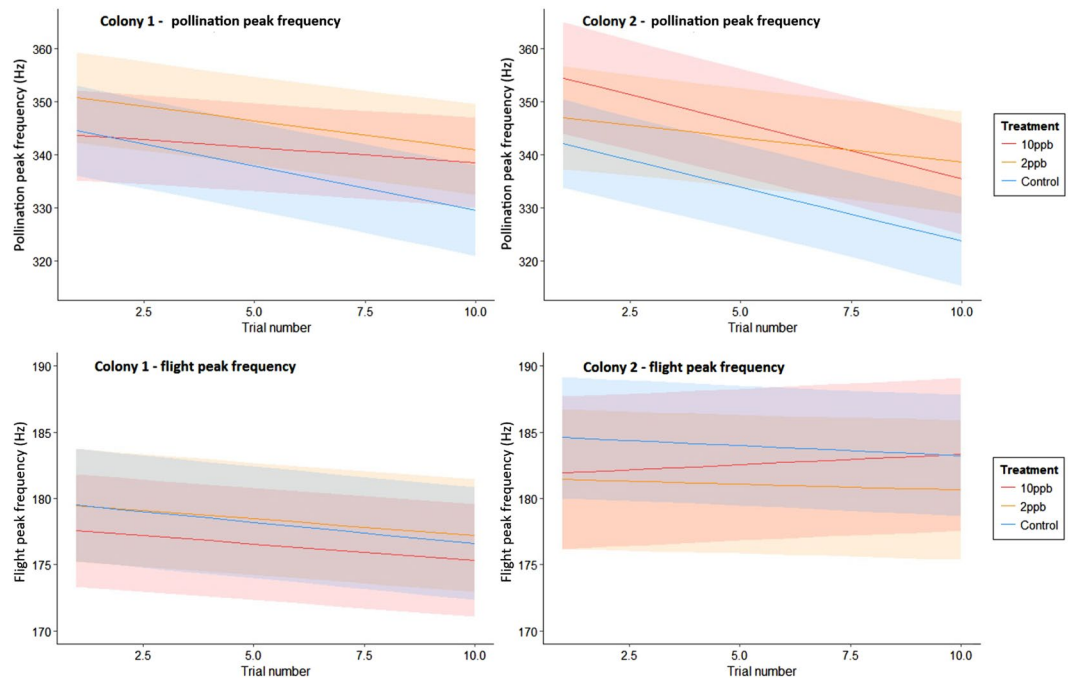 Colony 1 - pollination peak frequency
Pollination peak frequency (Hz)
360
350
340
330
320
2.5 5.0 7.5 10.0
Trial number
Colony 2 - pollination peak frequency
Pollination peak frequency (Hz)
360
350
340
330
320
2.5 5.0 7.5 10.0
Trial number
Treatment
10ppb
2ppb
Control
Colony 1 - flight peak frequency
Flight peak frequency (Hz)
190
185
180
175
170
2.5 5.0 7.5 10.0
Trial number
Colony 2 - flight peak frequency
Flight peak frequency (Hz)
190
185
180
175
170
2.5 5.0 7.5 10.0
Trial number
Treatment
10ppb
2ppb
Control